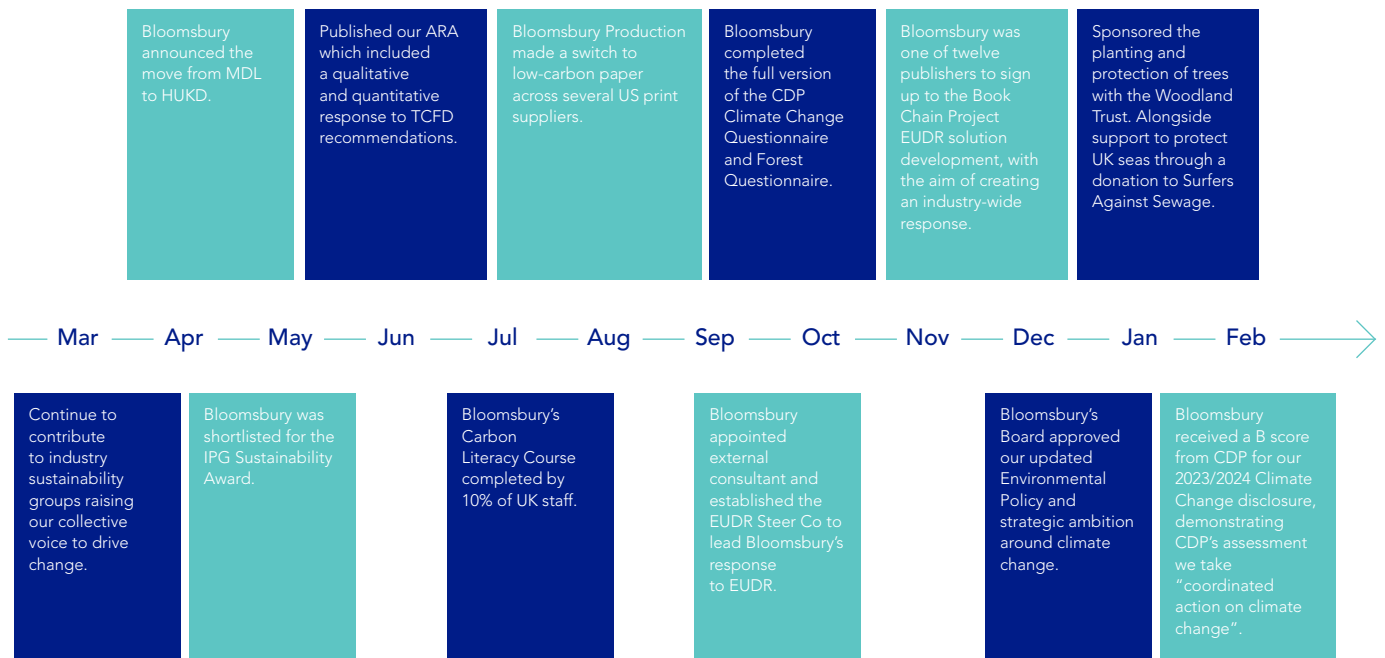 Bloomsbury
announced the
move from MDL
to HUKD.
Published our ARA
which included
a qualitative
and quantitative
response to TCFD
recommendations.
Bloomsbury Production
made a switch to
low-carbon paper
across several US print
suppliers.
Bloomsbury
completed
the full version
of the CDP
Climate Change
Questionnaire
and Forest
Questionnaire.
Bloomsbury was
one of twelve
publishers to sign
up to the Book
Chain Project
EUDR solution
development, with
the aim of creating
an industry-wide
response.
Sponsored the
planting and
protection of trees
with the Woodland
Trust. Alongside
support to protect
UK seas through a
donation to Surfers
Against Sewage.
Mar Apr May Jun Jul Aug Sep Oct Nov Dec Jan Feb
Continue to
contribute
to industry
sustainability
groups raising
our collective
voice to drive
change.
Bloomsbury was
shortlisted for the
IPG Sustainability
Award.
Bloomsbury's
Carbon
Literacy Course
completed by
10% of UK staff.
Bloomsbury
appointed
external
consultant and
established the
EUDR Steer Co to
lead Bloomsbury's
response
to EUDR.
Bloomsbury's
Board approved
our updated
Environmental
Policy and
strategic ambition
around climate
change.
Bloomsbury
received a B score
from CDP for our
2023/2024 Climate
Change disclosure,
demonstrating
CDP's assessment
we take
"coordinated
action on climate
change".